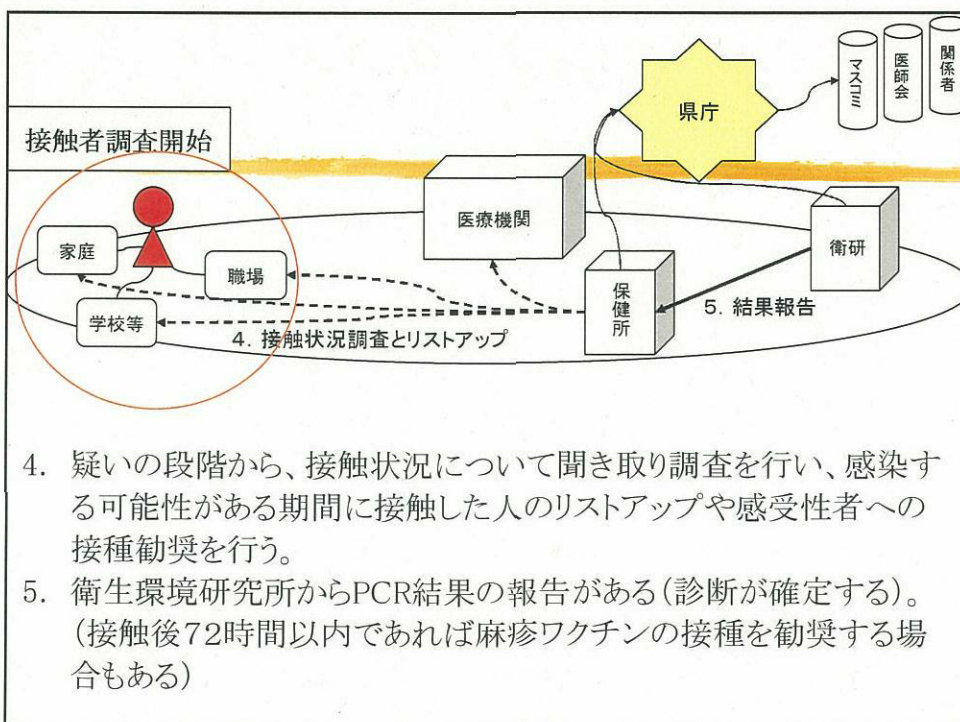 マスコミ
医師会
関係者
県庁
接触者調査開始
医療機関
家庭
職場
衛研
保健所
学校等
5. 結果報告
4. 接触状況調査とリストアップ
4. 疑いの段階から、接触状況について聞き取り調査を行い、感染す
る可能性がある期間に接触した人のリストアップや感受性者への
接種勧奨を行う。
5. 衛生環境研究所からPCR結果の報告がある(診断が確定する)。
(接触後72時間以内であれば麻疹ワクチンの接種を勧奨する場
合もある)